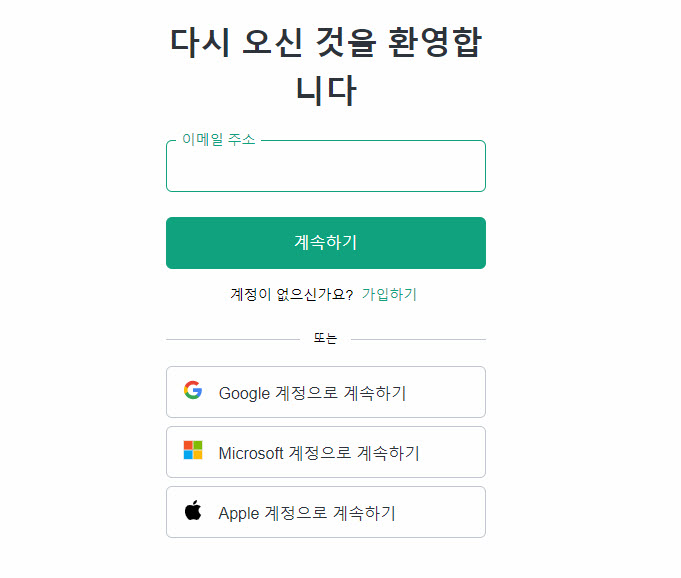 다시 오신 것을 환영합
니다
이메일 주소
계속하기
계정이 없으신가요? 가입하기
또는
Google 계정으로 계속하기
Microsoft 계정으로 계속하기
Apple 계정으로 계속하기